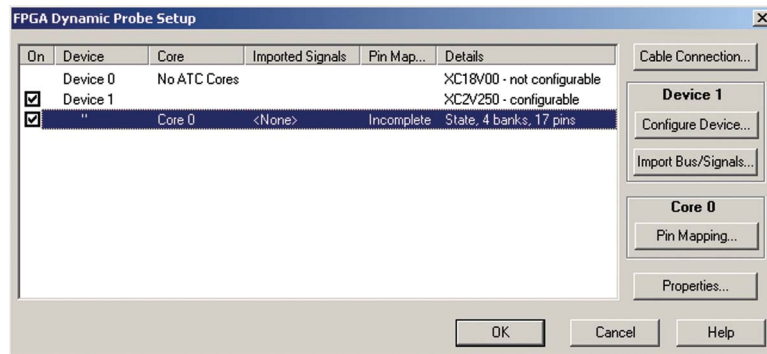 FPGA Dynamic Probe Setup
On Device Core Imported Signals Pin Map... Details
Device 0 No ATC Cores XC18V00 - not configurable
Device 1 XC2V250 - configurable
" Core 0 <None> Incomplete State, 4 banks, 17 pins
Cable Connection...
Device 1
Configure Device...
Import Bus/Signals...
Core 0
Pin Mapping...
Properties...
OK Cancel Help